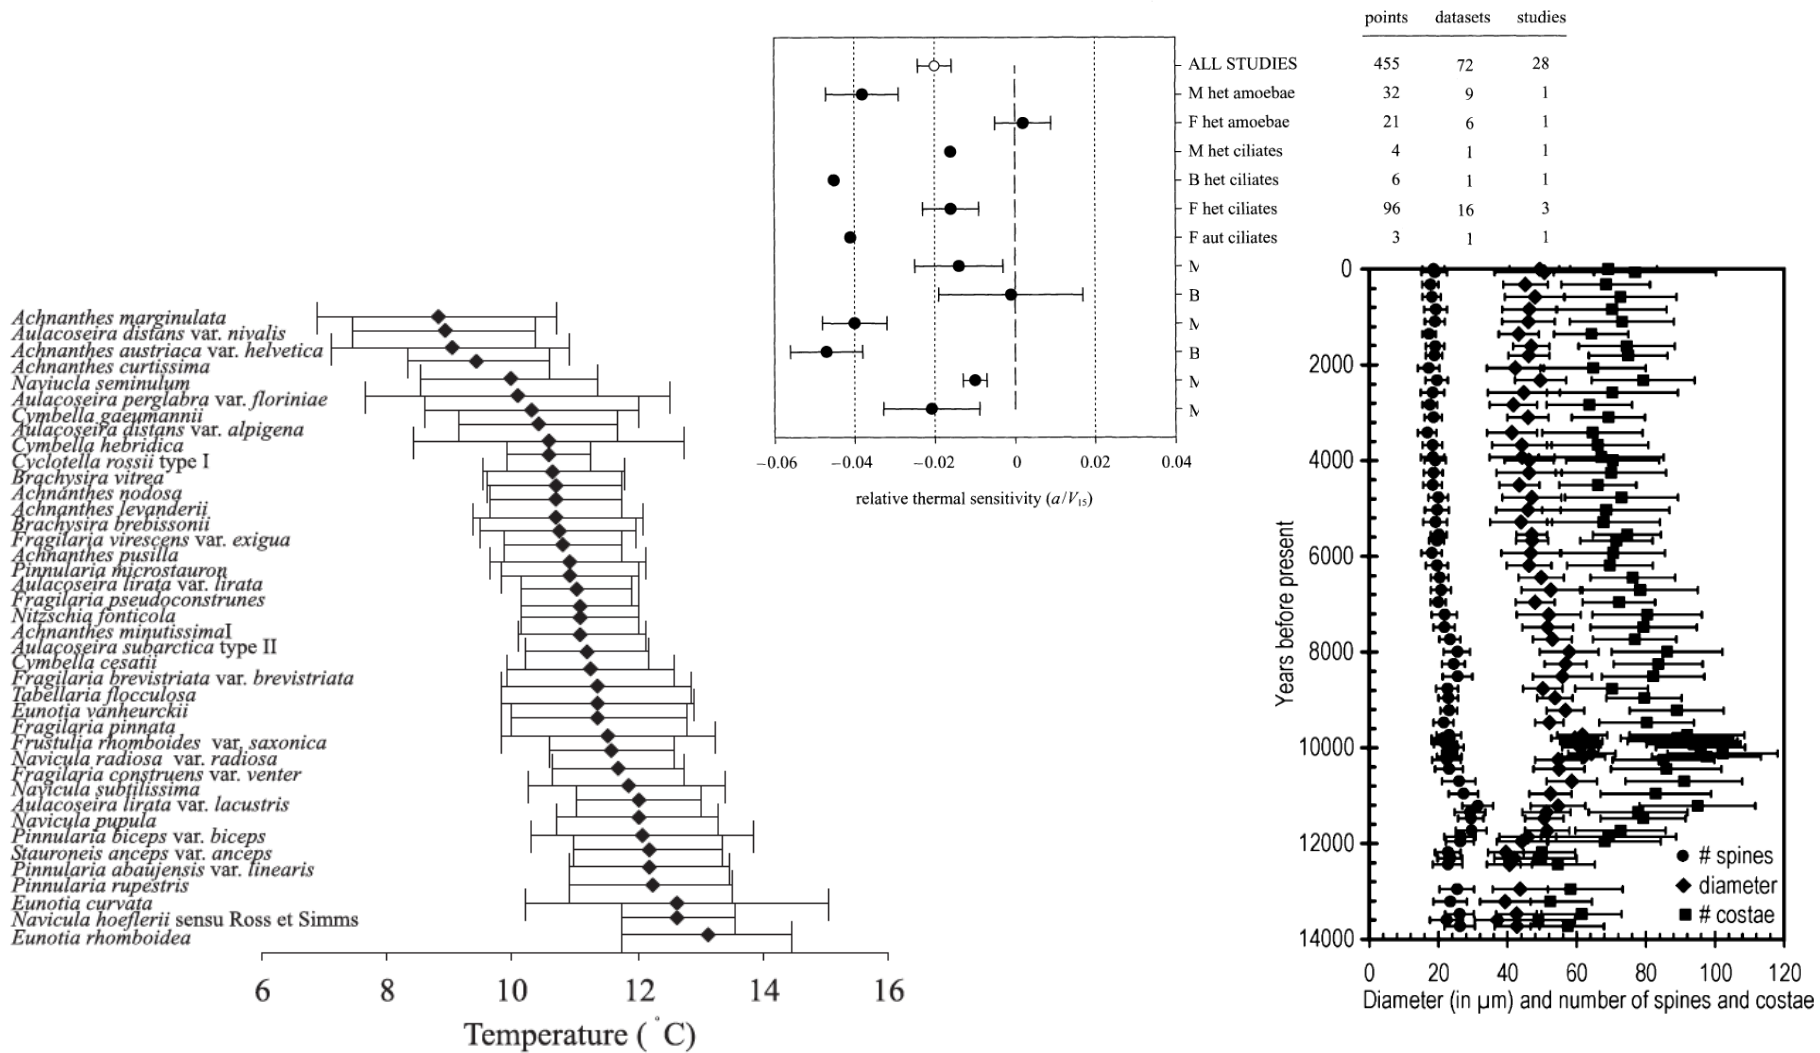 Achnanthes marginulata
Aulacoseira distans var. nivalis
Achnanthes austriaca var. helvetica
Achnanthes curtissima
Naviucla seminulum
Aulacoseira perglabra var. floriniae
Cymbella gaeumannii
Aulacoseira distans var. alpigena
Cymbella hebridica
Cyclotella rossii type I
Brachysira vitrea
Achnanthes nodosa
Achnanthes levanderii
Brachysira brebissonii
Fragilaria virescens var. exigua
Achnanthes pusilla
Pinnularia microstauron
Aulacoseira lirata var. lirata
Fragilaria pseudoconstrunes
Nitzschia fonticola
Achnanthes minutissimaI
Aulacoseira subarctica type II
Cymbella cesatii
Fragilaria brevistriata var. brevistriata
Tabellaria flocculosa
Eunotia vanheurckii
Fragilaria pinnata
Frustulia rhomboides var. saxonica
Navicula radiosa var. radiosa
Fragilaria construens var. venter
Navicula subtilissima
Aulacoseira lirata var. lacustris
Navicula pupula
Pinnularia biceps var. biceps
Stauroneis anceps var. anceps
Pinnularia abaujensis var. linearis
Pinnularia rupestris
Eunotia curvata
Navicula hoeflerii sensu Ross et Simms
Eunotia rhomboidea
6 8 10 12 14 16
Temperature ( °C)
points datasets studies
ALL STUDIES 455 72 28
M het amoebae 32 9 1
F het amoebae 21 6 1
M het ciliates 4 1 1
B het ciliates 6 1 1
F het ciliates 96 16 3
F aut ciliates 3 1 1
M
B
M
B
M
M
−0.06 −0.04 −0.02 0 0.02 0.04
relative thermal sensitivity (a/V15)
Years before present
0
2000
4000
6000
8000
10000
12000
14000
# spines
diameter
# costae
0 20 40 60 80 100 120
Diameter (in µm) and number of spines and costae